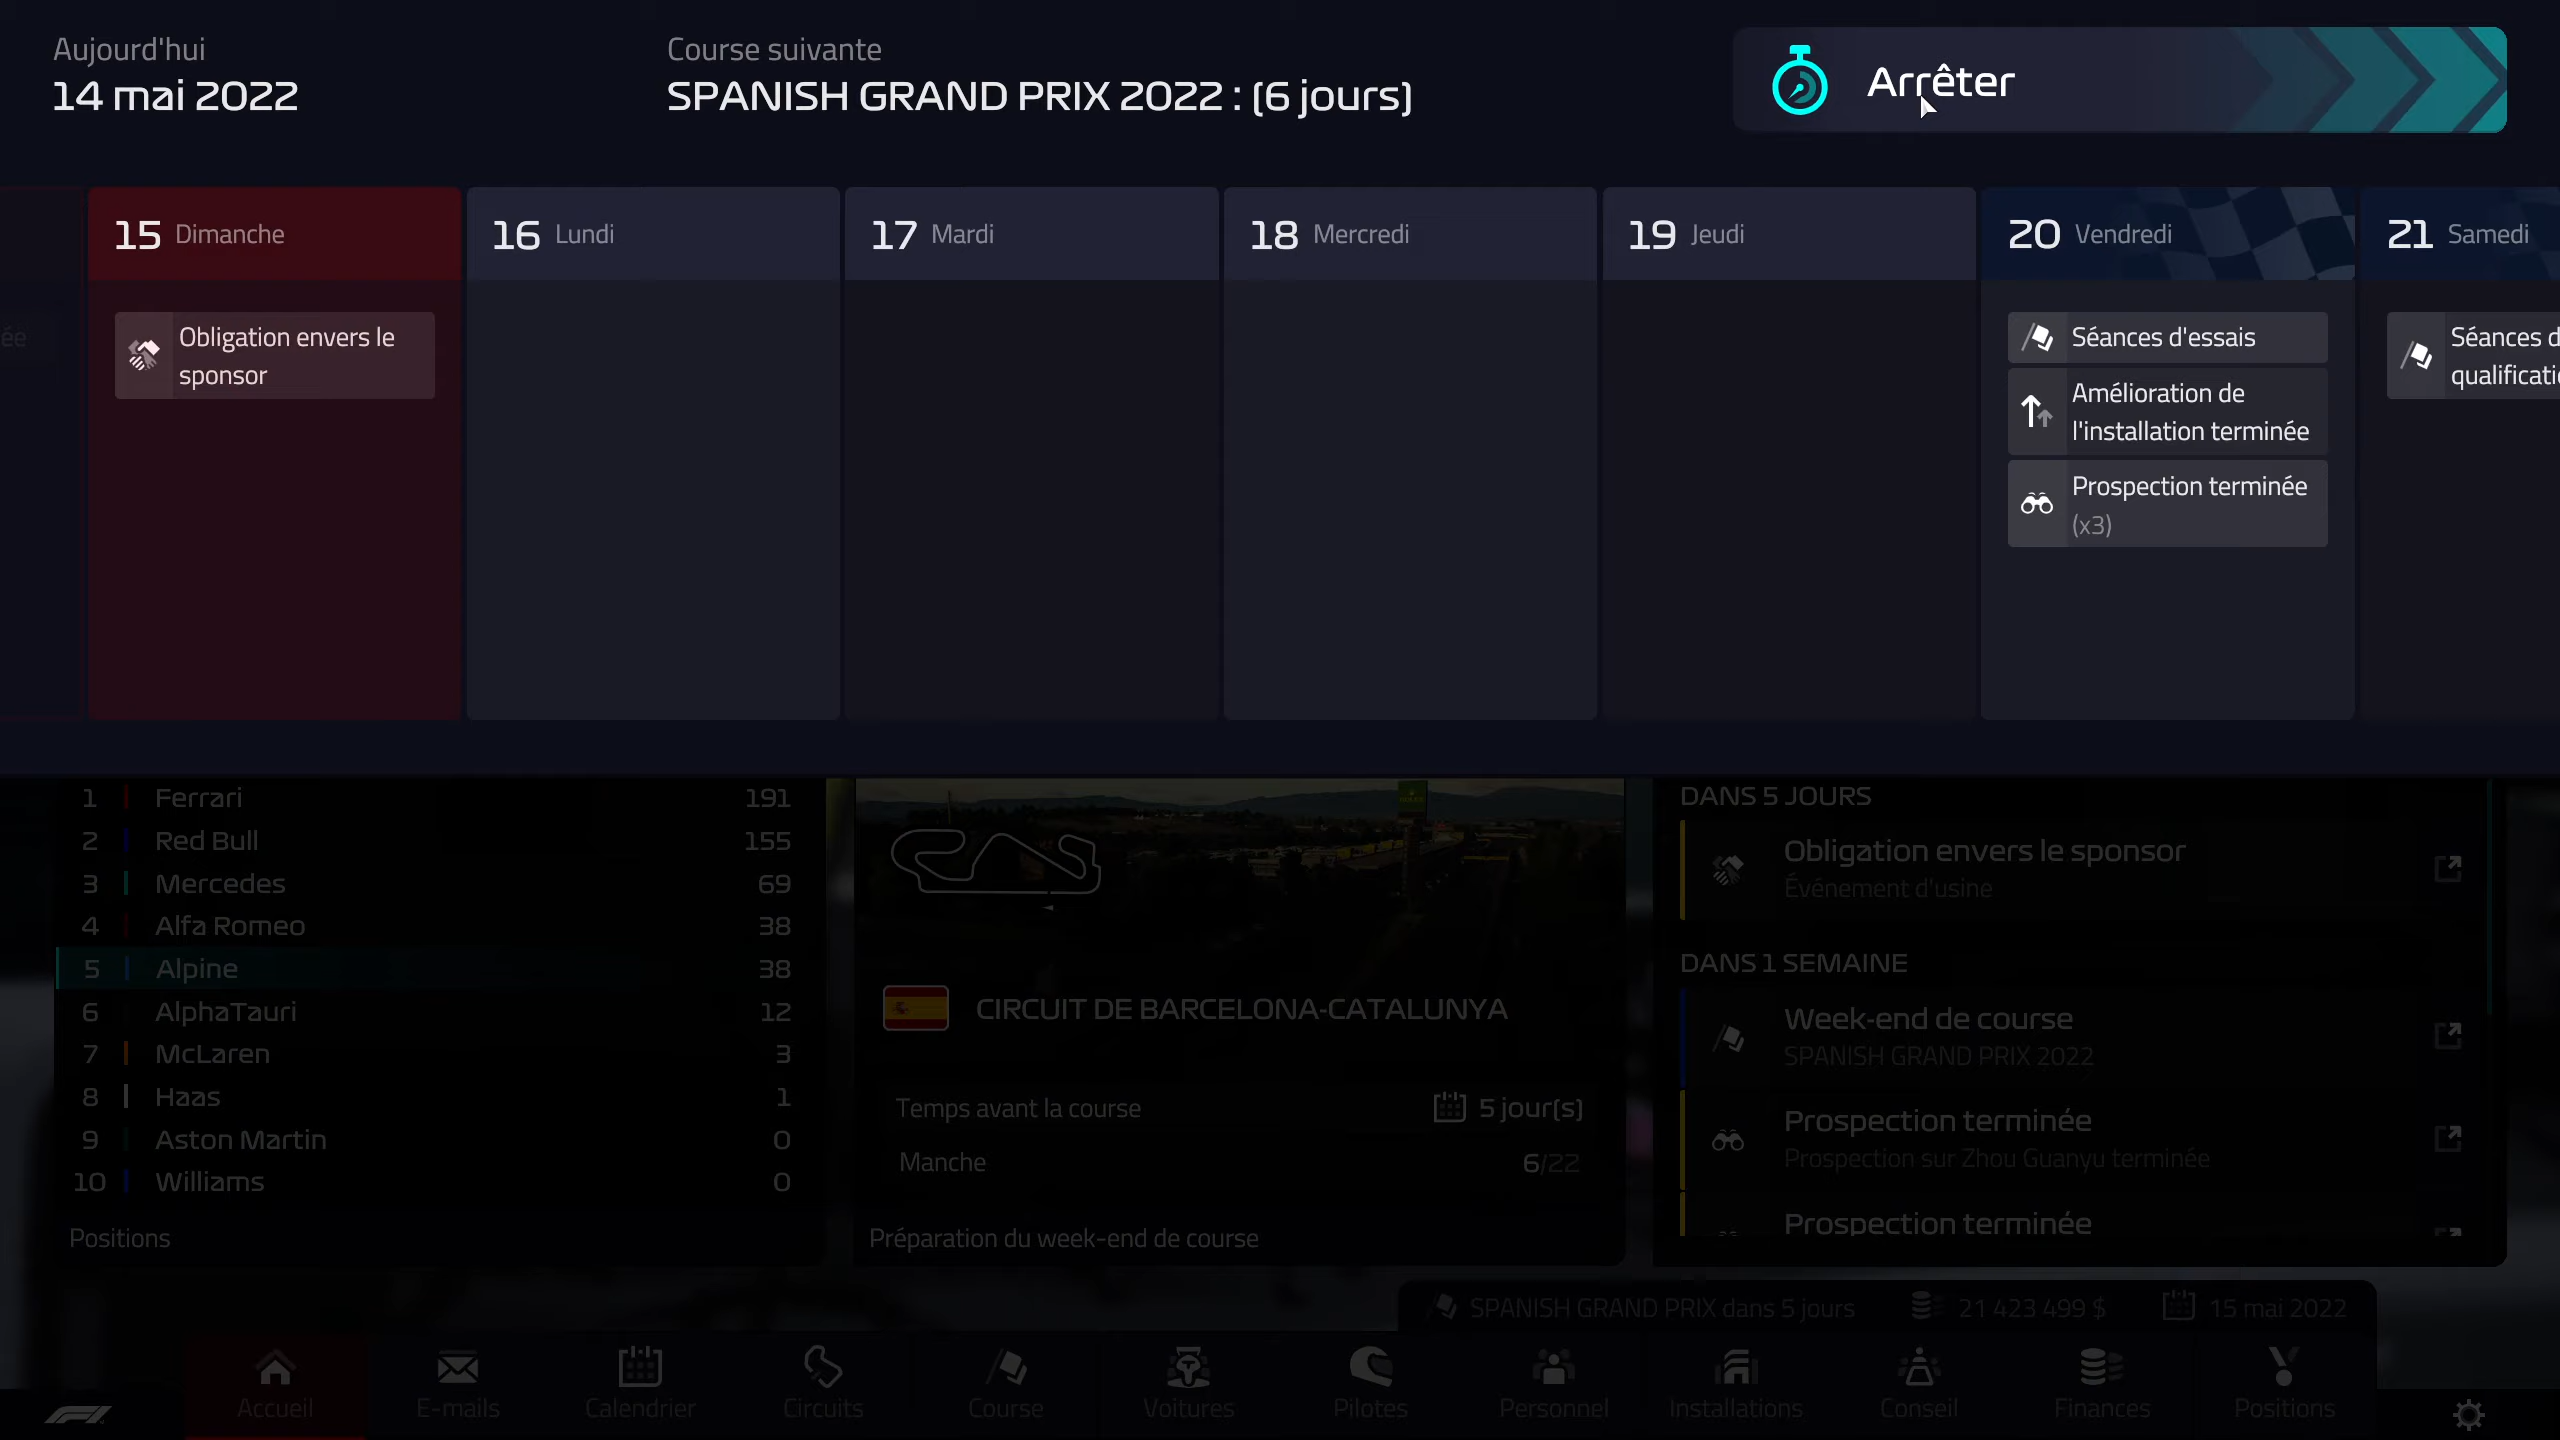 Aujourd'hui
14 mai 2022
Course suivante
SPANISH GRAND PRIX 2022 : (6 jours)
Arrêter
ée
15 Dimanche
Obligation envers le
sponsor
16 Lundi
17 Mardi
18 Mercredi
19 Jeudi
20 Vendredi
Séances d'essais
Amélioration de
l'installation terminée
Prospection terminée
(x3)
21 Samedi
Séances d
qualificati
1 Ferrari 191
2 Red Bull 155
3 Mercedes 69
4 Alfa Romeo 38
5 Alpine 38
6 AlphaTauri 12
7 McLaren 3
8 Haas 1
9 Aston Martin 0
10 Williams 0
Positions
CIRCUIT DE BARCELONA-CATALUNYA
Temps avant la course 5 jour(s)
Manche 6/22
Préparation du week-end de course
DANS 5 JOURS
Obligation envers le sponsor
Événement d'usine
DANS 1 SEMAINE
Week-end de course
SPANISH GRAND PRIX 2022
Prospection terminée
Prospection sur Zhou Guanyu terminée
Prospection terminée
SPANISH GRAND PRIX dans 5 jours 21 423 499 $ 15 mai 2022
Accueil
E-mails
Calendrier
Circuits
Course
Voitures
Pilotes
Personnel
Installations
Conseil
Finances
Positions